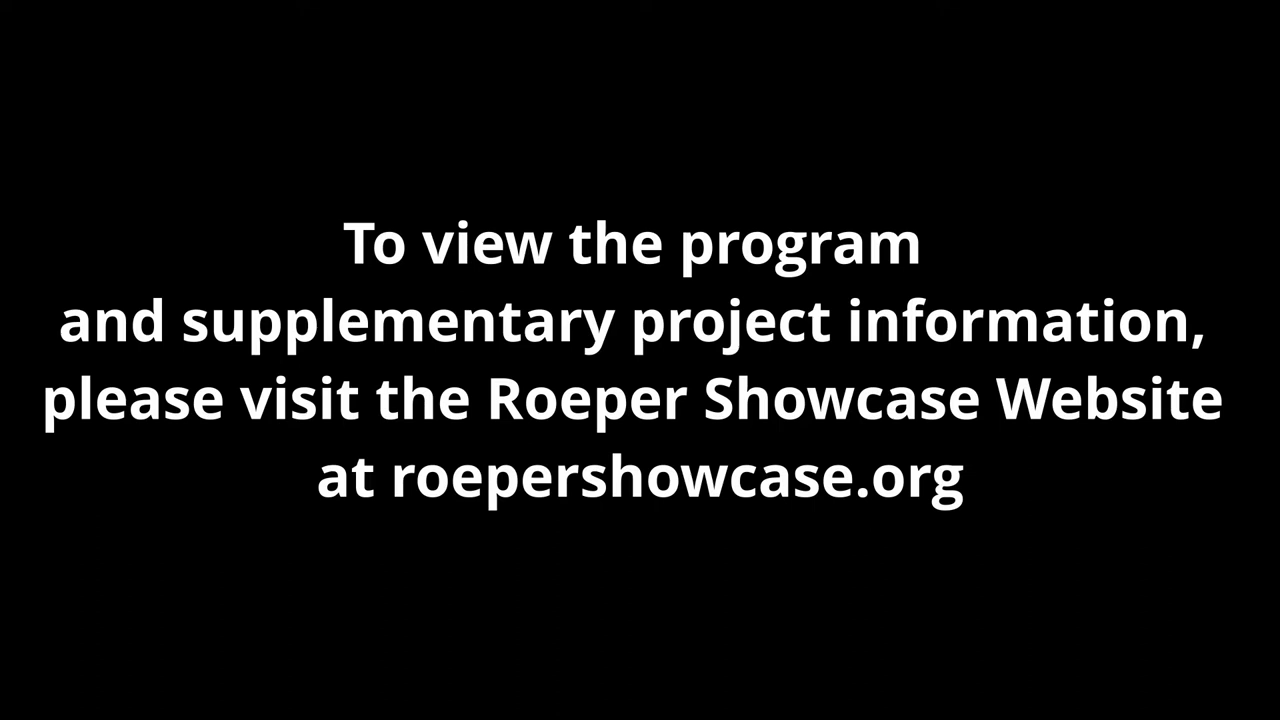 To view the program
and supplementary project information,
please visit the Roeper Showcase Website
at roepershowcase.org